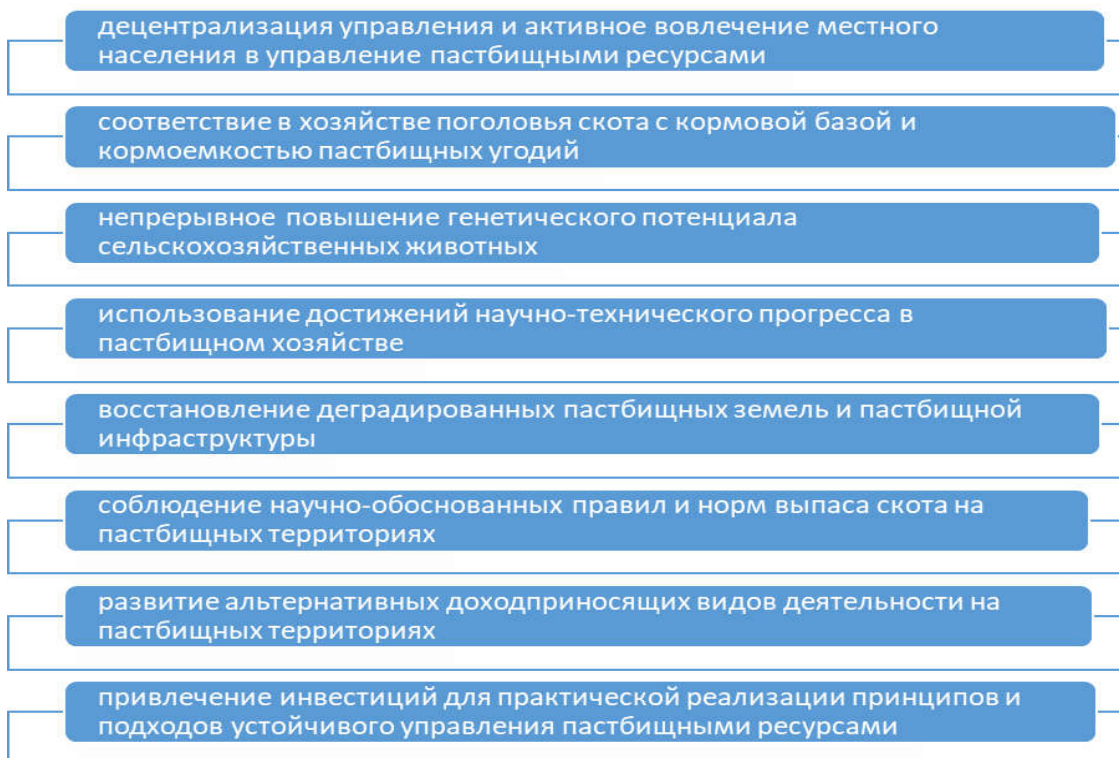 децентрализация управления и активное вовлечение местного
населения в управление пастбищными ресурсами
соответствие в хозяйстве поголовья скота с кормовой базой и
кормоемкостью пастбищных угодий
непрерывное повышение генетического потенциала
сельскохозяйственных животных
использование достижений научно-технического прогресса в
пастбищном хозяйстве
восстановление деградированных пастбищных земель и пастбищной
инфраструктуры
соблюдение научно-обоснованных правил и норм выпаса скота на
пастбищных территориях
развитие альтернативных доходприносящих видов деятельности на
пастбищных территориях
привлечение инвестиций для практической реализации принципов и
подходов устойчивого управления пастбищными ресурсами